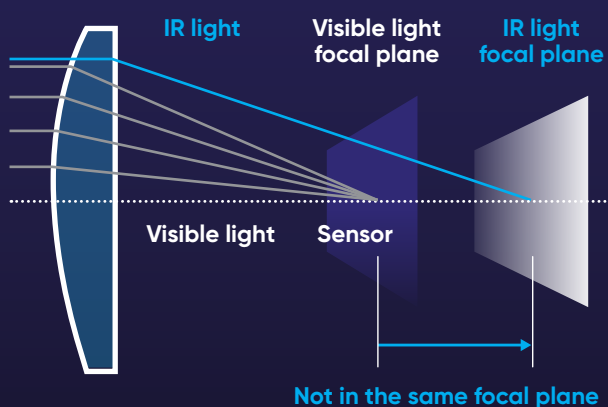 IR light
Visible light
focal plane
IR light
focal plane
Visible light
Sensor
Not in the same focal plane